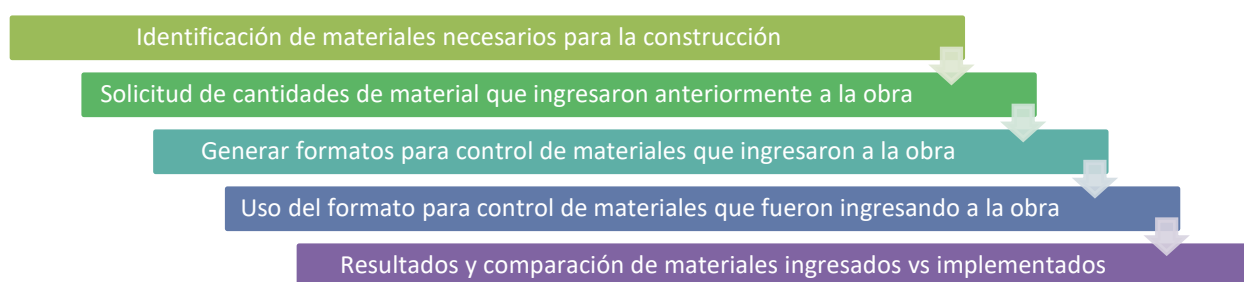 Identificación de materiales necesarios para la construcción
Solicitud de cantidades de material que ingresaron anteriormente a la obra
Generar formatos para control de materiales que ingresaron a la obra
Uso del formato para control de materiales que fueron ingresando a la obra
Resultados y comparación de materiales ingresados vs implementados